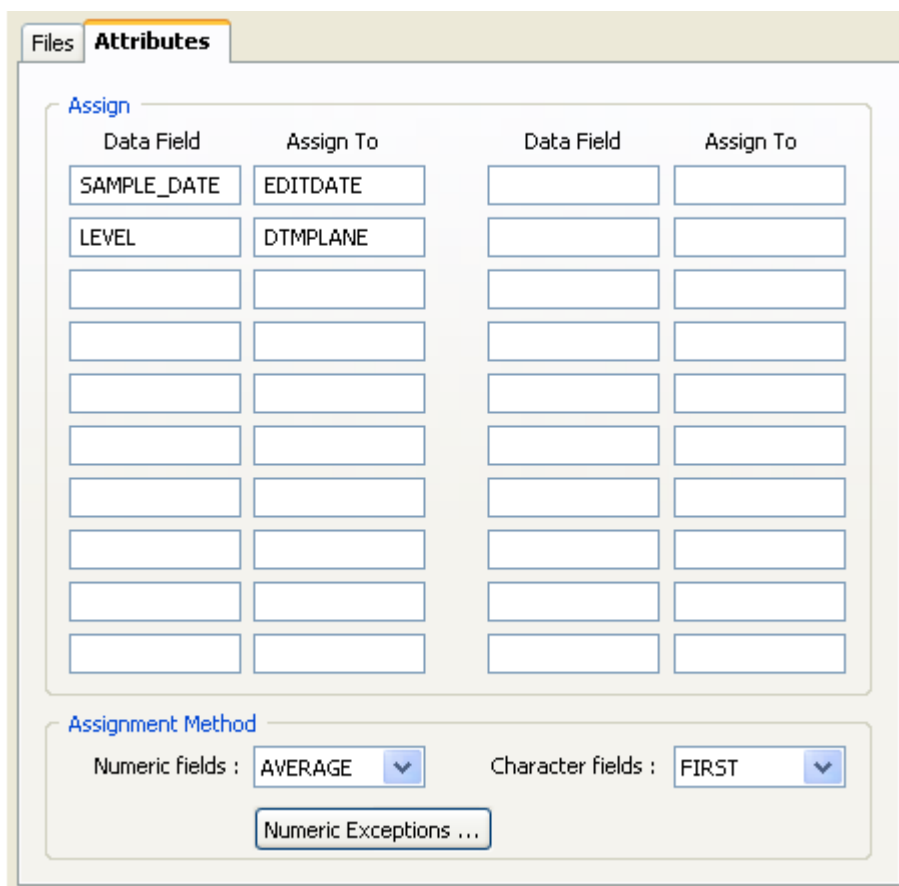 Files Attributes
Assign
Data Field Assign To Data Field Assign To
SAMPLE_DATE EDITDATE
LEVEL DTMPLANE
Assignment Method
Numeric fields : AVERAGE Character fields : FIRST
Numeric Exceptions ...